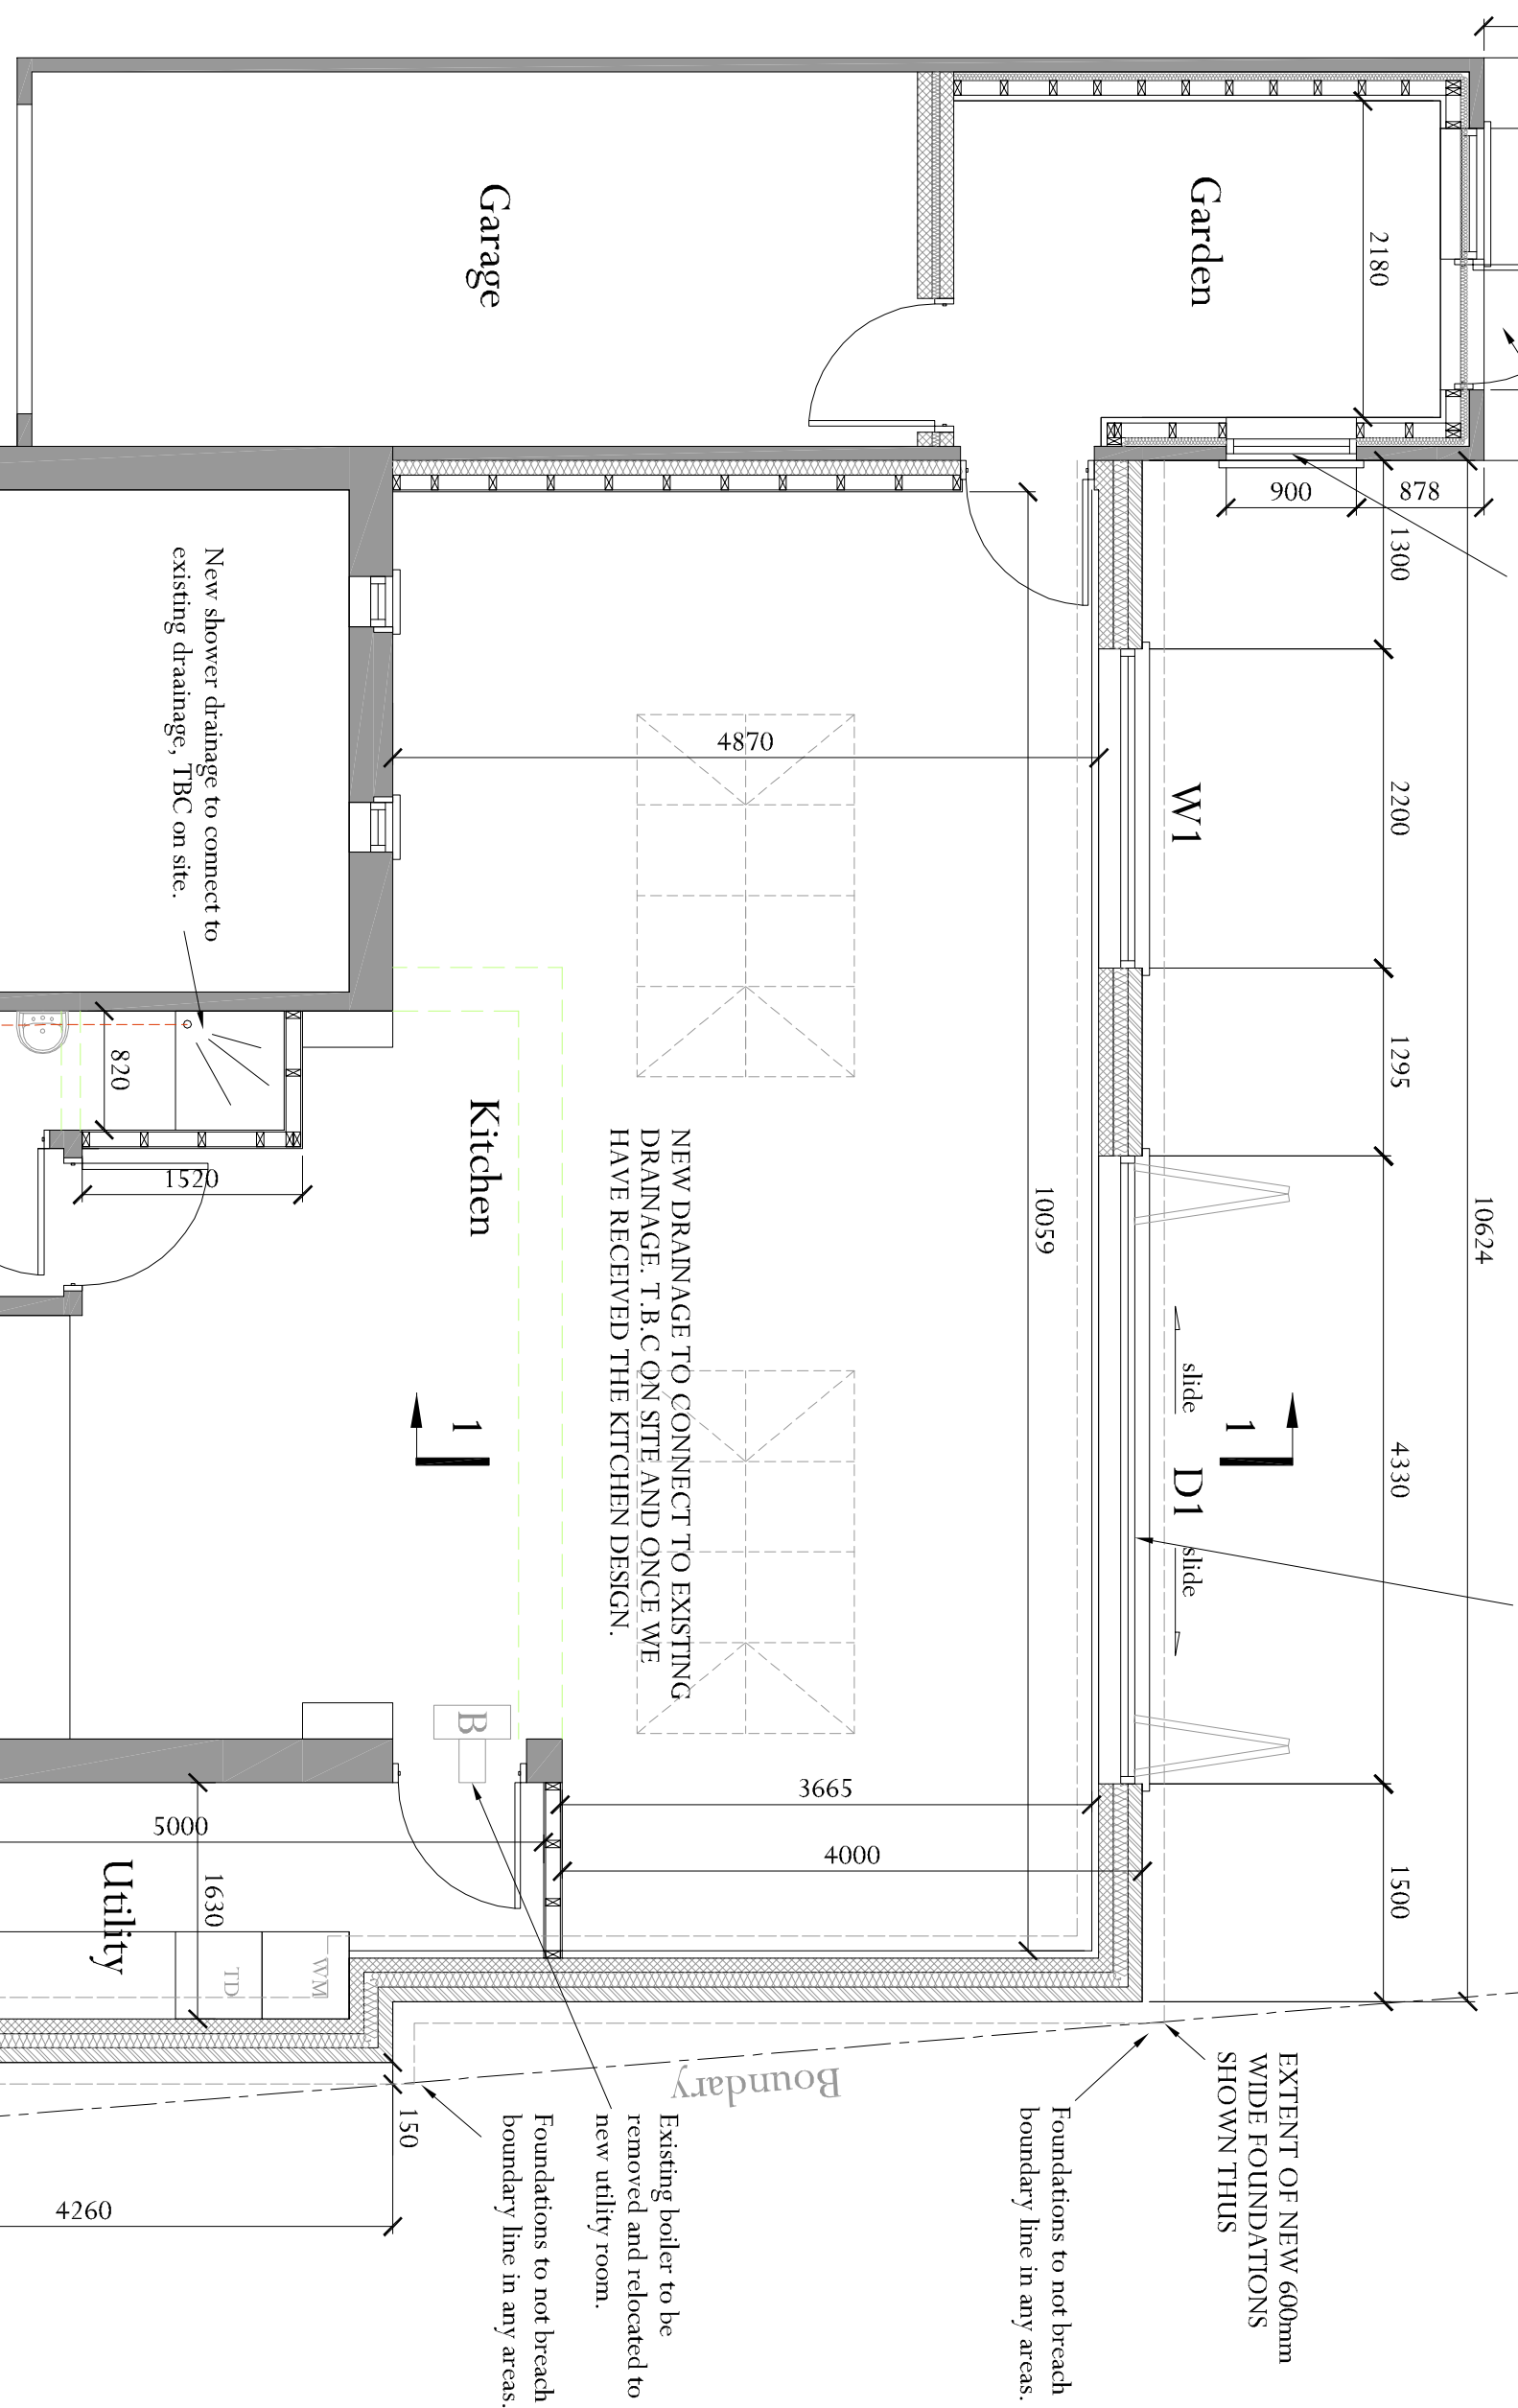 Garage
Garden
2180
900
878
1300
2200
1295
4330
1500
10624
W1
slide
D1
slide
1
1
4870
10059
Kitchen
NEW DRAINAGE TO CONNECT TO EXISTING
DRAINAGE. T.B.C ON SITE AND ONCE WE
HAVE RECEIVED THE KITCHEN DESIGN.
New shower drainage to connect to
existing draainage, TBC on site.
820
1520
B
3665
4000
5000
1630
Utility
TD
WM
Boundary
150
4260
EXTENT OF NEW 600mm
WIDE FOUNDATIONS
SHOWN THUS
Foundations to not breach
boundary line in any areas.
Existing boiler to be
removed and relocated to
new utility room.
Foundations to not breach
boundary line in any areas.